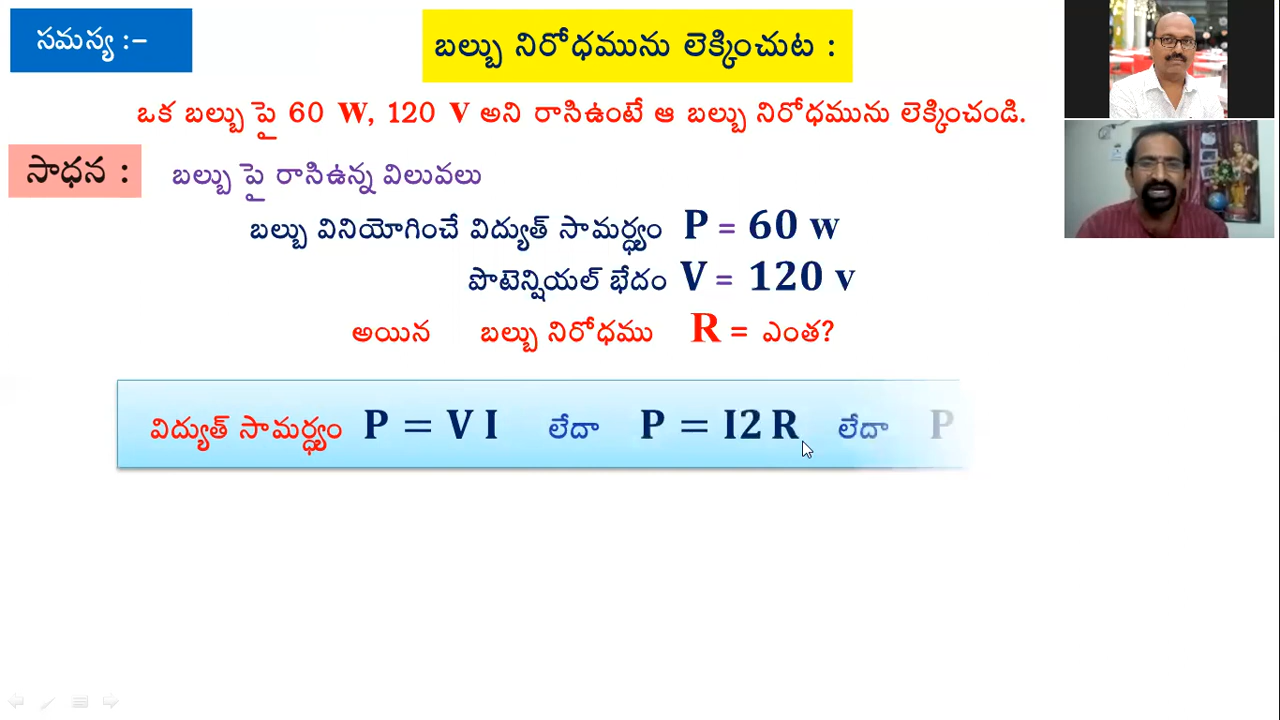 సమస్య :-
బల్బు నిరోధమును లెక్కించుట :
ఒక బల్బు పై 60 W, 120 V అని రాసిఉంటే ఆ బల్బు నిరోధమును లెక్కించండి.
సాధన : బల్బు పై రాసిఉన్న విలువలు
బల్బు వినియోగించే విద్యుత్ సామర్థ్యం P = 60 w
పొటెన్షియల్ భేదం V = 120 v
అయిన బల్బు నిరోధము R = ఎంత?
విద్యుత్ సామర్థ్యం P = V I లేదా P = I2 R లేదా P